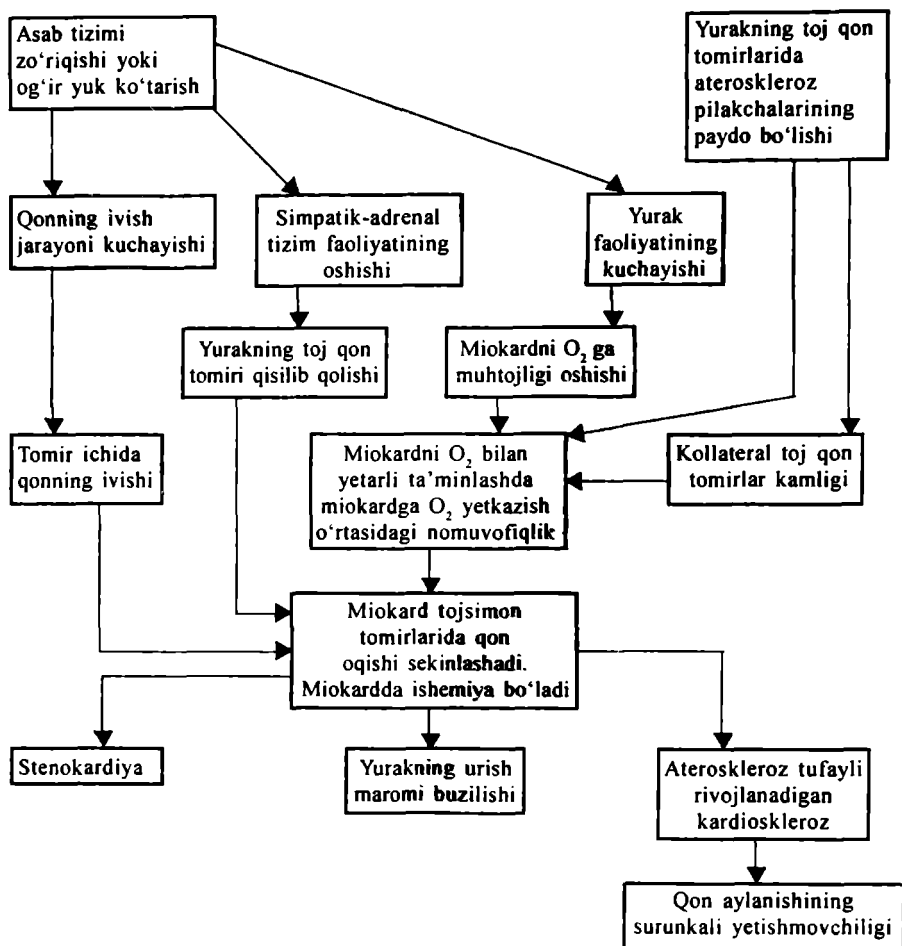 Asab tizimi
zo‘riqishi yoki
og‘ir yuk ko‘tarish
Yurakning toj qon
tomirlarida
ateroskleroz
pilakchalarining
paydo bo‘lishi
Qonning ivish
jarayoni kuchayishi
Simpatik-adrenal
tizim faoliyatining
oshishi
Yurak
faoliyatining
kuchayishi
Yurakning toj qon
tomiri qisilib qolishi
Miokardni O₂ ga
muhtojligi oshishi
Tomir ichida
qonning ivishi
Miokardni O₂ bilan
yetarli ta’minlashda
miokardga O₂ yetkazish
o‘rtasidagi nomuvofiqlik
Kollateral toj qon
tomirlar kamligi
Miokard tojsimon
tomirlarida qon
oqishi sekinlashadi.
Miokardda ishemiya bo‘ladi
Stenokardiya
Yurakning urish
maromi buzilishi
Ateroskleroz tufayli
rivojlanadigan
kardioskleroz
Qon aylanishining
surunkali yetishmovchiligi